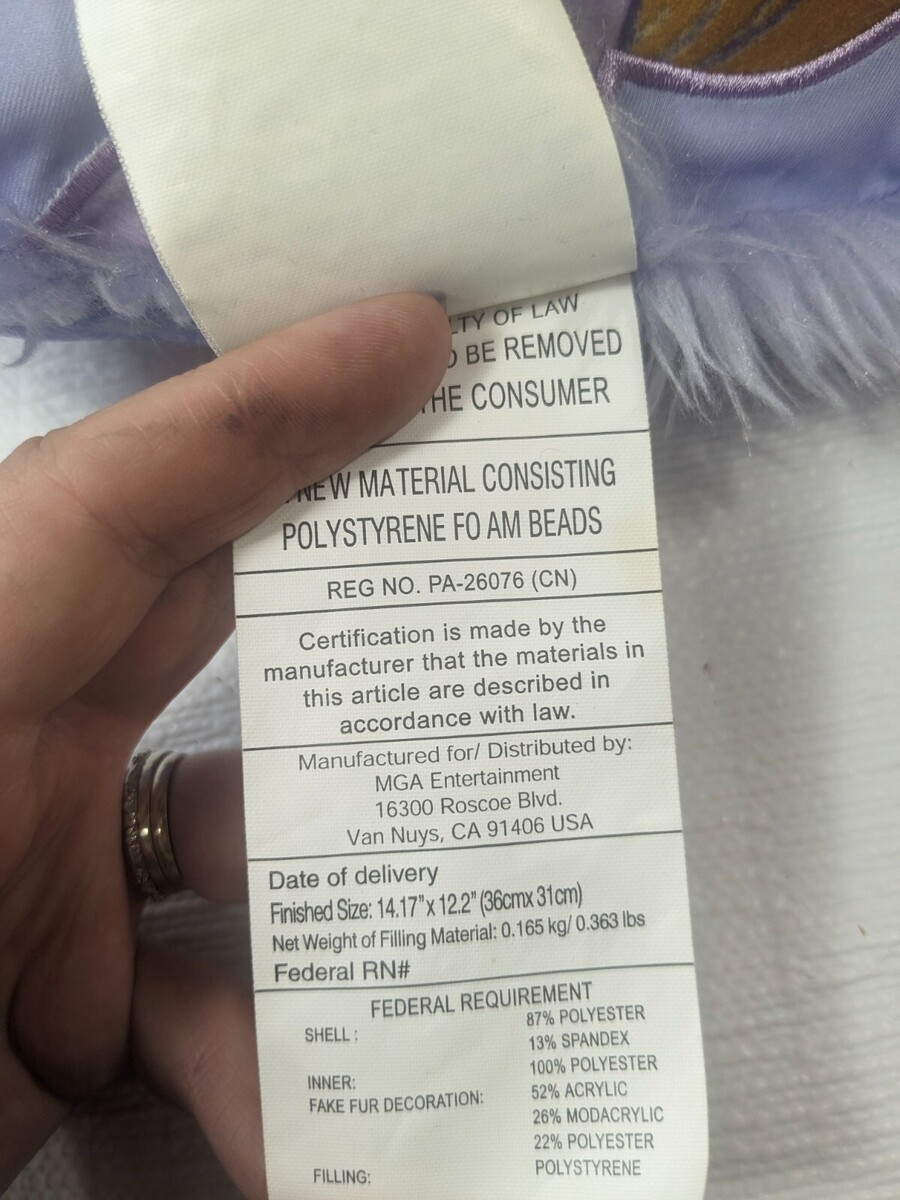 OF LAW
BE REMOVED
CONSUMER
NEW MATERIAL CONSISTING
POLYSTYRENE FO AM BEADS
REG NO. PA-26076 (CN)
Certification is made by the
manufacturer that the materials in
this article are described in
accordance with law.
Manufactured for/ Distributed by:
MGA Entertainment
16300 Roscoe Blvd.
Van Nuys, CA 91406 USA
Date of delivery
Finished Size: 14.17"x 12.2" (36cmx 31cm)
Net Weight of Filling Material: 0.165 kg/ 0.363 lbs
Federal RN#
FEDERAL REQUIREMENT
SHELL : 87% POLYESTER
13% SPANDEX
INNER: 100% POLYESTER
FAKE FUR DECORATION: 52% ACRYLIC
26% MODACRYLIC
22% POLYESTER
FILLING: POLYSTYRENE